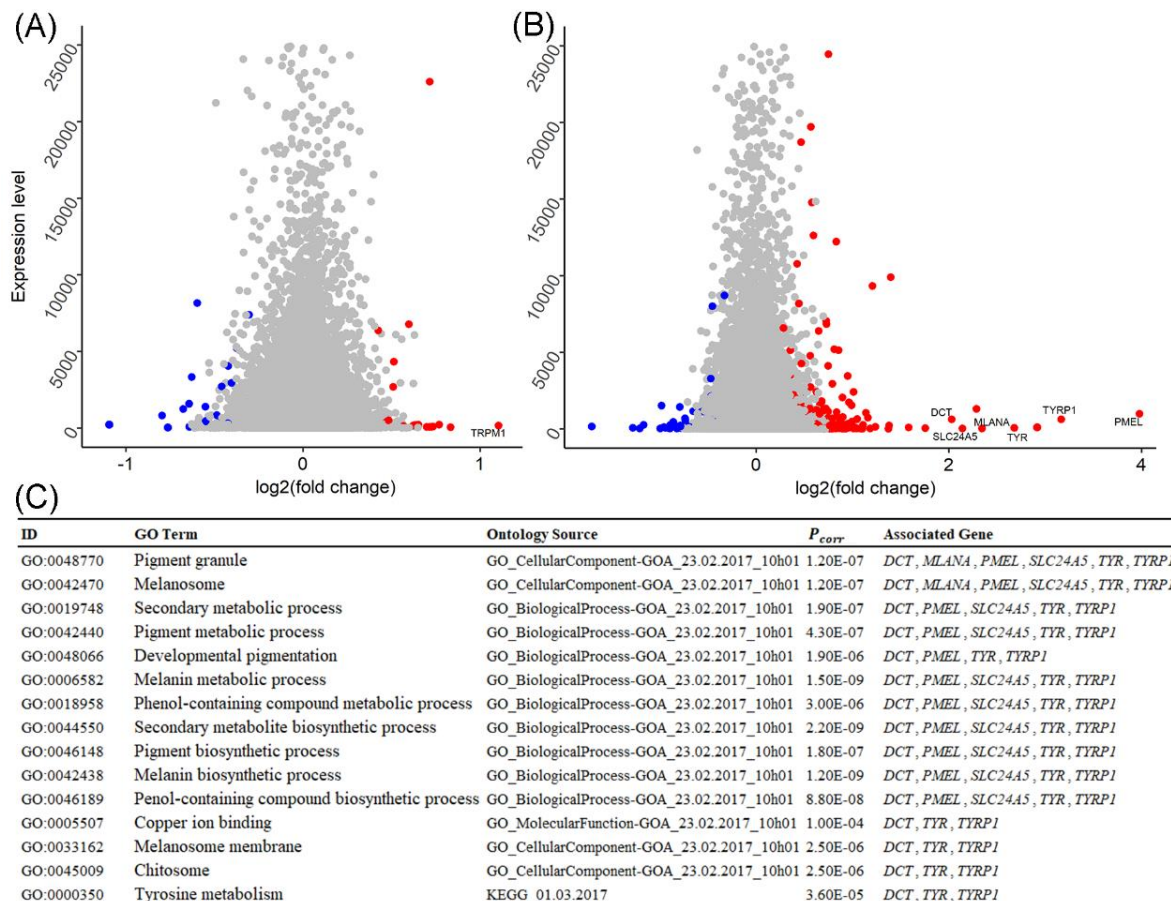 (A)
25000
20000
15000
10000
5000
0
Expression level
TRPM1
-1 0 1
log2(fold change)
(B)
25000
20000
15000
10000
5000
0
DCT
MLANA
TYRP1
PMEL
SLC24A5
TYR
0 2 4
log2(fold change)
(C)
ID GO Term Ontology Source P_corr Associated Gene
GO:0048770 Pigment granule GO_CellularComponent-GOA_23.02.2017_10h01 1.20E-07 DCT, MLANA, PMEL, SLC24A5, TYR, TYRP1
GO:0042470 Melanosome GO_CellularComponent-GOA_23.02.2017_10h01 1.20E-07 DCT, MLANA, PMEL, SLC24A5, TYR, TYRP1
GO:0019748 Secondary metabolic process GO_BiologicalProcess-GOA_23.02.2017_10h01 1.90E-07 DCT, PMEL, SLC24A5, TYR, TYRP1
GO:0042440 Pigment metabolic process GO_BiologicalProcess-GOA_23.02.2017_10h01 4.30E-07 DCT, PMEL, SLC24A5, TYR, TYRP1
GO:0048066 Developmental pigmentation GO_BiologicalProcess-GOA_23.02.2017_10h01 1.90E-06 DCT, PMEL, TYR, TYRP1
GO:0006582 Melanin metabolic process GO_BiologicalProcess-GOA_23.02.2017_10h01 1.50E-09 DCT, PMEL, SLC24A5, TYR, TYRP1
GO:0018958 Phenol-containing compound metabolic process GO_BiologicalProcess-GOA_23.02.2017_10h01 3.00E-06 DCT, PMEL, SLC24A5, TYR, TYRP1
GO:0044550 Secondary metabolite biosynthetic process GO_BiologicalProcess-GOA_23.02.2017_10h01 2.20E-09 DCT, PMEL, SLC24A5, TYR, TYRP1
GO:0046148 Pigment biosynthetic process GO_BiologicalProcess-GOA_23.02.2017_10h01 1.80E-07 DCT, PMEL, SLC24A5, TYR, TYRP1
GO:0042438 Melanin biosynthetic process GO_BiologicalProcess-GOA_23.02.2017_10h01 1.20E-09 DCT, PMEL, SLC24A5, TYR, TYRP1
GO:0046189 Penol-containing compound biosynthetic process GO_BiologicalProcess-GOA_23.02.2017_10h01 8.80E-08 DCT, PMEL, SLC24A5, TYR, TYRP1
GO:0005507 Copper ion binding GO_MolecularFunction-GOA_23.02.2017_10h01 1.00E-04 DCT, TYR, TYRP1
GO:0033162 Melanosome membrane GO_CellularComponent-GOA_23.02.2017_10h01 2.50E-06 DCT, TYR, TYRP1
GO:0045009 Chitosome GO_CellularComponent-GOA_23.02.2017_10h01 2.50E-06 DCT, TYR, TYRP1
GO:0000350 Tyrosine metabolism KEGG_01.03.2017 3.60E-05 DCT, TYR, TYRP1